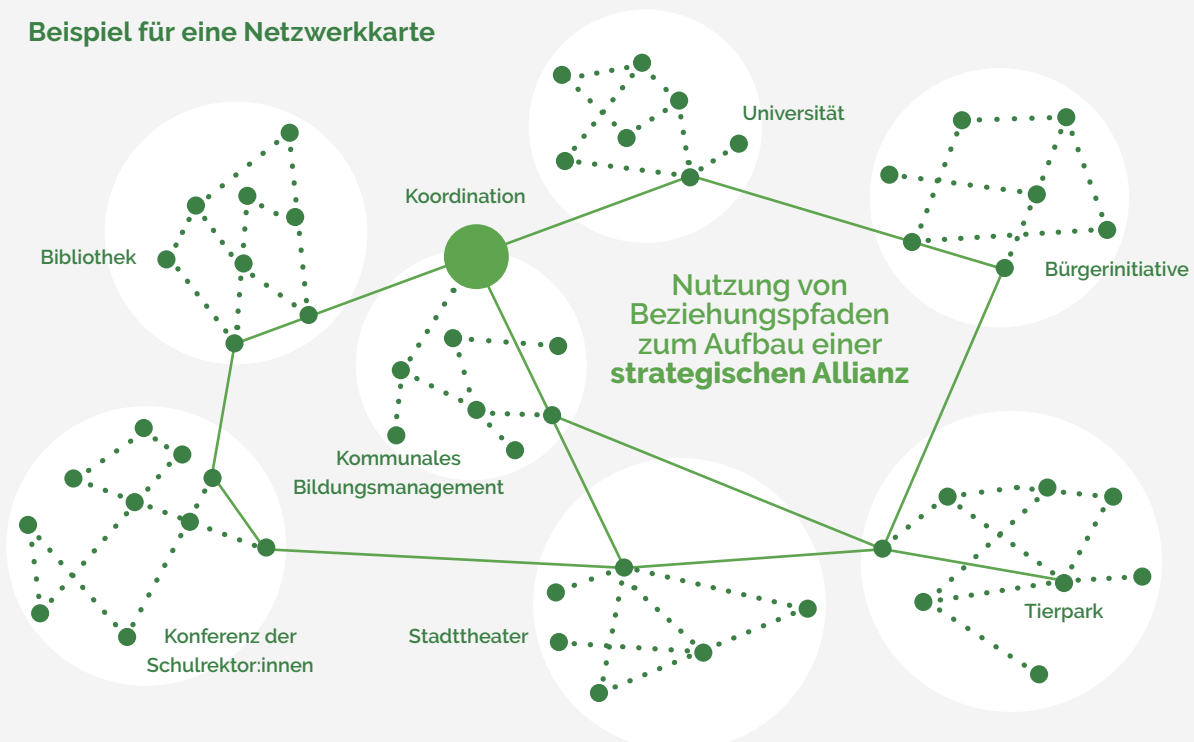 Beispiel für eine Netzwerkkarte
Universität
Koordination
Bibliothek
Bürgerinitiative
Nutzung von
Beziehungspfaden
zum Aufbau einer
strategischen Allianz
Kommunales
Bildungsmanagement
Konferenz der
Schulrektor:innen
Stadttheater
Tierpark